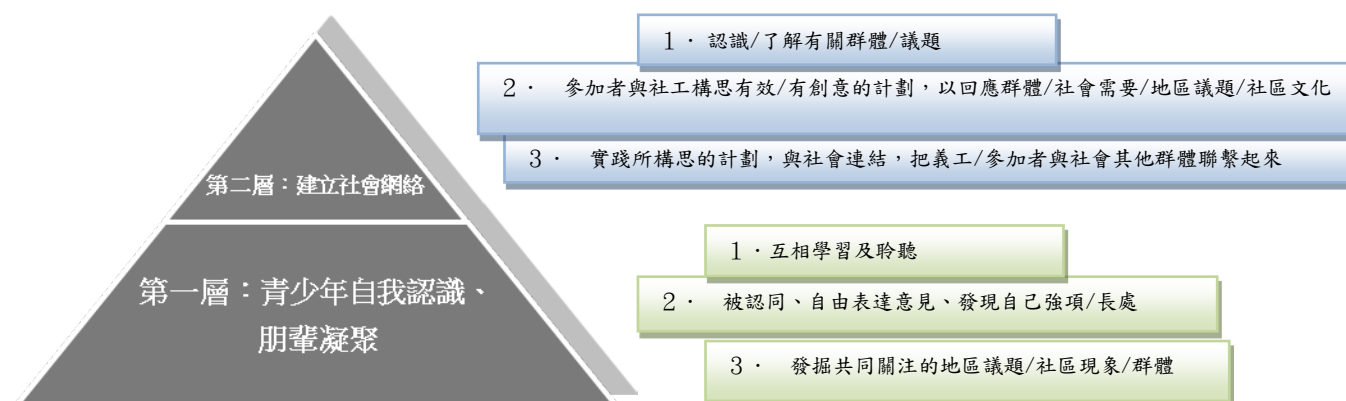 1．認識/了解有關群體/議題
2．　參加者與社工構思有效/有創意的計劃，以回應群體/社會需要/地區議題/社區文化
3．　實踐所構思的計劃，與社會連結，把義工/參加者與社會其他群體聯繫起來
第二層：建立社會網絡
1．互相學習及聆聽
2．　被認同、自由表達意見、發現自己強項/長處
3．　發掘共同關注的地區議題/社區現象/群體
第一層：青少年自我認識、
朋輩凝聚